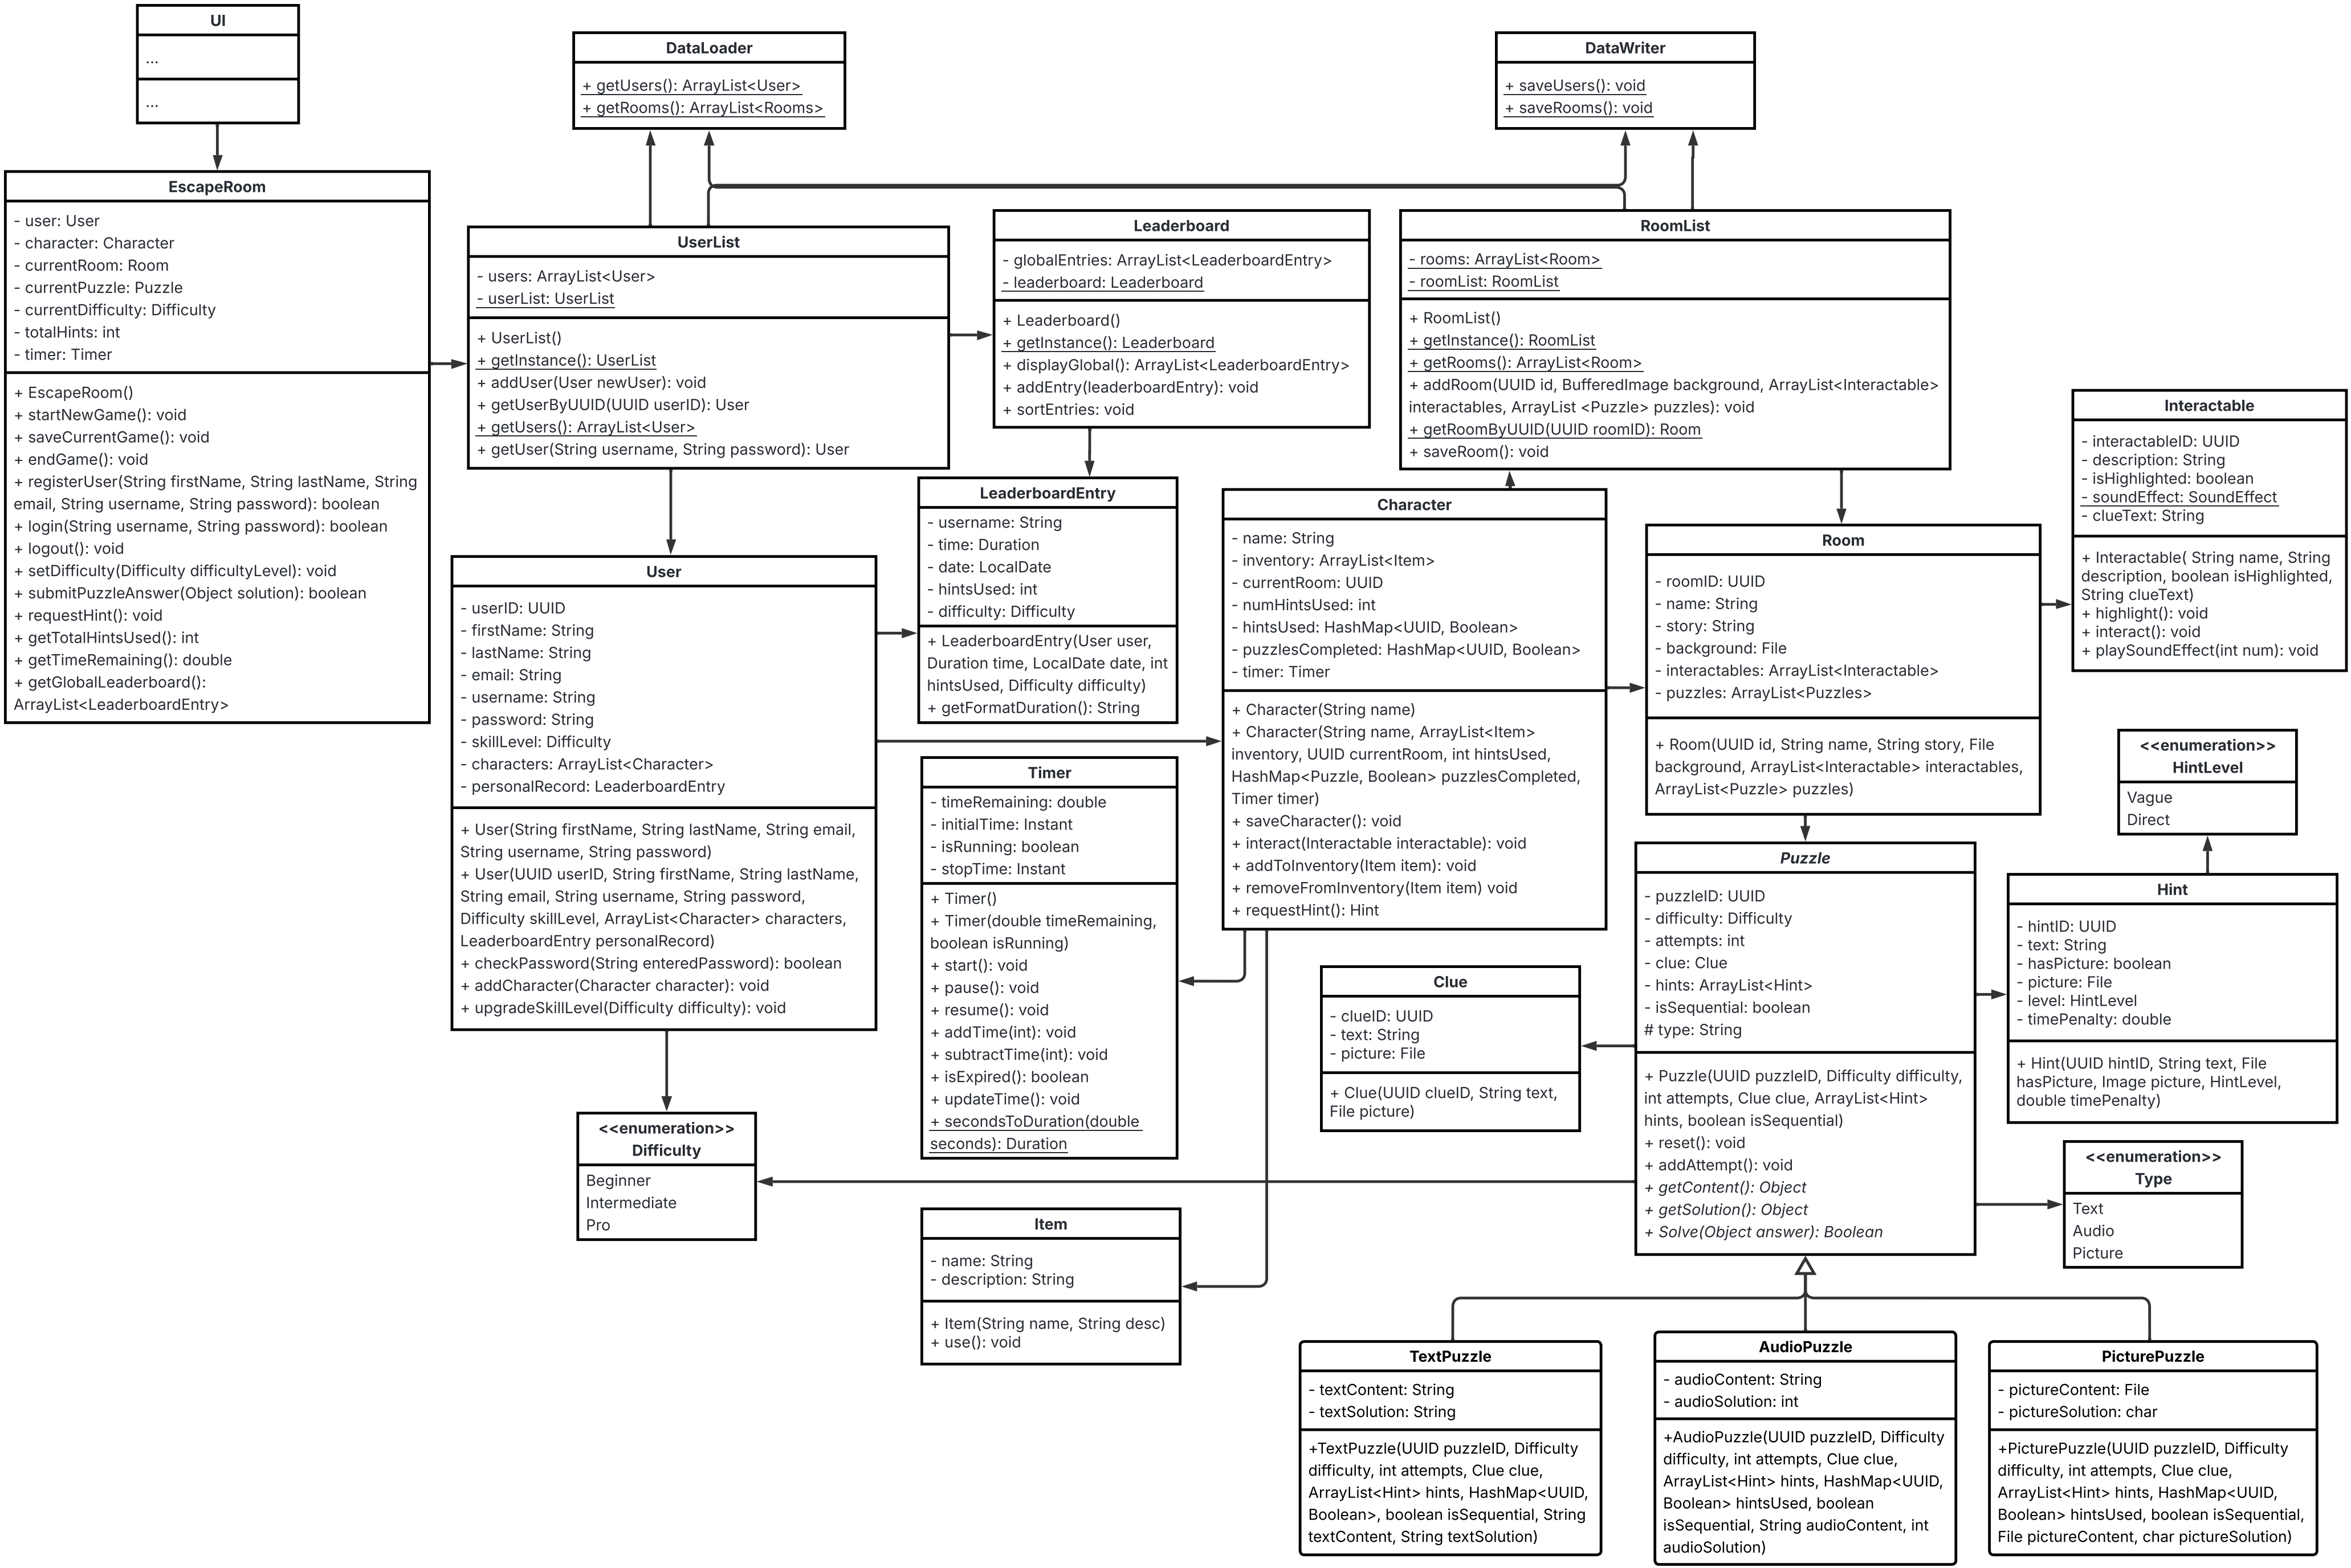 UI
...
...
DataLoader
+ getUsers(): ArrayList<User>
+ getRooms(): ArrayList<Rooms>
DataWriter
+ saveUsers(): void
+ saveRooms(): void
EscapeRoom
- user: User
- character: Character
- currentRoom: Room
- currentPuzzle: Puzzle
- currentDifficulty: Difficulty
- totalHints: int
- timer: Timer
+ EscapeRoom()
+ startNewGame(): void
+ saveCurrentGame(): void
+ endGame(): void
+ registerUser(String firstName, String lastName, String
email, String username, String password): boolean
+ login(String username, String password): boolean
+ logout(): void
+ setDifficulty(Difficulty difficultyLevel): void
+ submitPuzzleAnswer(Object solution): boolean
+ requestHint(): void
+ getTotalHintsUsed(): int
+ getTimeRemaining(): double
+ getGlobalLeaderboard():
ArrayList<LeaderboardEntry>
UserList
- users: ArrayList<User>
- userList: UserList
+ UserList()
+ getInstance(): UserList
+ addUser(User newUser): void
+ getUserByUUID(UUID userID): User
+ getUsers(): ArrayList<User>
+ getUser(String username, String password): User
Leaderboard
- globalEntries: ArrayList<LeaderboardEntry>
- leaderboard: Leaderboard
+ Leaderboard()
+ getInstance(): Leaderboard
+ displayGlobal(): ArrayList<LeaderboardEntry>
+ addEntry(leaderboardEntry): void
+ sortEntries: void
RoomList
- rooms: ArrayList<Room>
- roomList: RoomList
+ RoomList()
+ getInstance(): RoomList
+ getRooms(): ArrayList<Room>
+ addRoom(UUID id, BufferedImage background, ArrayList<Interactable>
interactables, ArrayList <Puzzle> puzzles): void
+ getRoomByUUID(UUID roomID): Room
+ saveRoom(): void
Interactable
- interactableID: UUID
- description: String
- isHighlighted: boolean
- soundEffect: SoundEffect
- clueText: String
+ Interactable( String name, String
description, boolean isHighlighted,
String clueText)
+ highlight(): void
+ interact(): void
+ playSoundEffect(int num): void
LeaderboardEntry
- username: String
- time: Duration
- date: LocalDate
- hintsUsed: int
- difficulty: Difficulty
+ LeaderboardEntry(User user,
Duration time, LocalDate date, int
hintsUsed, Difficulty difficulty)
+ getFormatDuration(): String
Character
- name: String
- inventory: ArrayList<Item>
- currentRoom: UUID
- numHintsUsed: int
- hintsUsed: HashMap<UUID, Boolean>
- puzzlesCompleted: HashMap<UUID, Boolean>
- timer: Timer
+ Character(String name)
+ Character(String name, ArrayList<Item>
inventory, UUID currentRoom, int hintsUsed,
HashMap<Puzzle, Boolean> puzzlesCompleted,
Timer timer)
+ saveCharacter(): void
+ interact(Interactable interactable): void
+ addToInventory(Item item): void
+ removeFromInventory(Item item) void
+ requestHint(): Hint
Room
- roomID: UUID
- name: String
- story: String
- background: File
- interactables: ArrayList<Interactable>
- puzzles: ArrayList<Puzzles>
+ Room(UUID id, String name, String story, File
background, ArrayList<Interactable> interactables,
ArrayList<Puzzle> puzzles)
User
- userID: UUID
- firstName: String
- lastName: String
- email: String
- username: String
- password: String
- skillLevel: Difficulty
- characters: ArrayList<Character>
- personalRecord: LeaderboardEntry
+ User(String firstName, String lastName, String email,
String username, String password)
+ User(UUID userID, String firstName, String lastName,
String email, String username, String password,
Difficulty skillLevel, ArrayList<Character> characters,
LeaderboardEntry personalRecord)
+ checkPassword(String enteredPassword): boolean
+ addCharacter(Character character): void
+ upgradeSkillLevel(Difficulty difficulty): void
Timer
- timeRemaining: double
- initialTime: Instant
- isRunning: boolean
- stopTime: Instant
+ Timer()
+ Timer(double timeRemaining,
boolean isRunning)
+ start(): void
+ pause(): void
+ resume(): void
+ addTime(int): void
+ subtractTime(int): void
+ isExpired(): boolean
+ updateTime(): void
+ secondsToDuration(double
seconds): Duration
<<enumeration>>
HintLevel
Vague
Direct
Puzzle
- puzzleID: UUID
- difficulty: Difficulty
- attempts: int
- clue: Clue
- hints: ArrayList<Hint>
- isSequential: boolean
# type: String
+ Puzzle(UUID puzzleID, Difficulty difficulty,
int attempts, Clue clue, ArrayList<Hint>
hints, boolean isSequential)
+ reset(): void
+ addAttempt(): void
+ getContent(): Object
+ getSolution(): Object
+ Solve(Object answer): Boolean
Hint
- hintID: UUID
- text: String
- hasPicture: boolean
- picture: File
- level: HintLevel
- timePenalty: double
+ Hint(UUID hintID, String text, File
hasPicture, Image picture, HintLevel,
double timePenalty)
Clue
- clueID: UUID
- text: String
- picture: File
+ Clue(UUID clueID, String text,
File picture)
<<enumeration>>
Difficulty
Beginner
Intermediate
Pro
<<enumeration>>
Type
Text
Audio
Picture
Item
- name: String
- description: String
+ Item(String name, String desc)
+ use(): void
TextPuzzle
- textContent: String
- textSolution: String
+TextPuzzle(UUID puzzleID, Difficulty
difficulty, int attempts, Clue clue,
ArrayList<Hint> hints, HashMap<UUID,
Boolean>, boolean isSequential, String
textContent, String textSolution)
AudioPuzzle
- audioContent: String
- audioSolution: int
+AudioPuzzle(UUID puzzleID, Difficulty
difficulty, int attempts, Clue clue,
ArrayList<Hint> hints, HashMap<UUID,
Boolean> hintsUsed, boolean
isSequential, String audioContent, int
audioSolution)
PicturePuzzle
- pictureContent: File
- pictureSolution: char
+PicturePuzzle(UUID puzzleID, Difficulty
difficulty, int attempts, Clue clue,
ArrayList<Hint> hints, HashMap<UUID,
Boolean> hintsUsed, boolean isSequential,
File pictureContent, char pictureSolution)